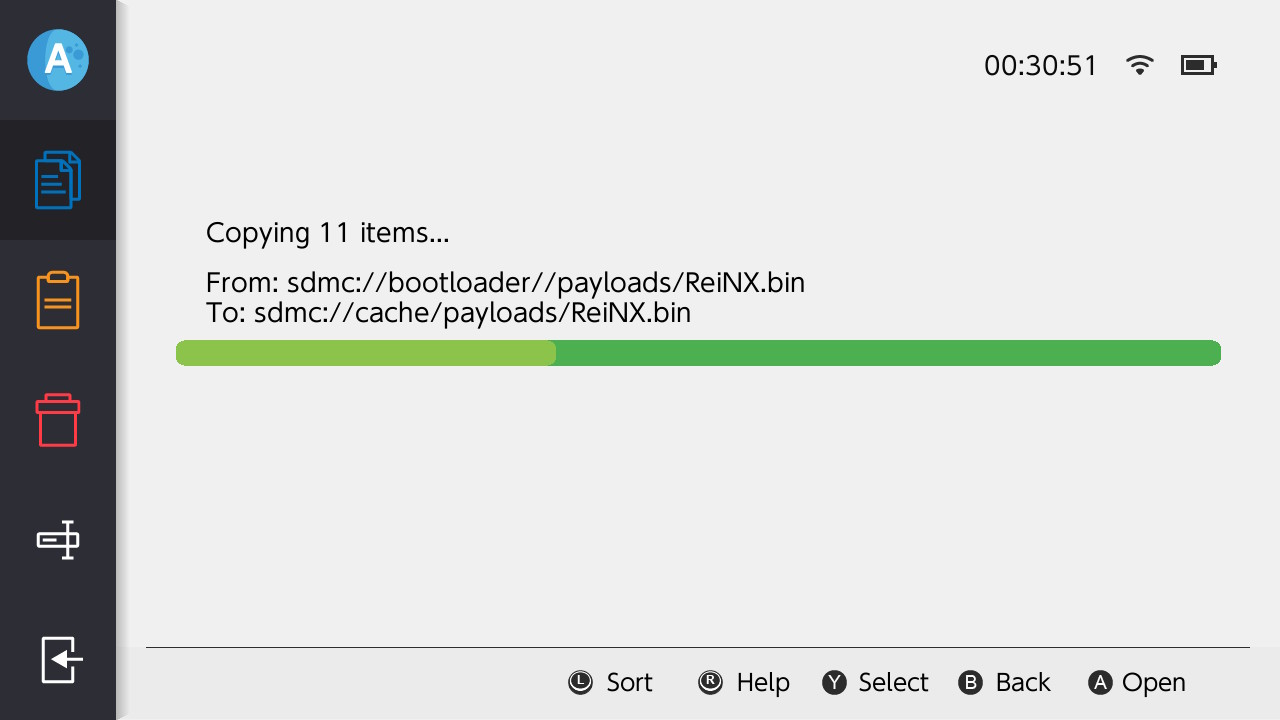 A
00:30:51
Copying 11 items...
From: sdmc://bootloader//payloads/ReiNX.bin
To: sdmc://cache/payloads/ReiNX.bin
L Sort R Help Y Select B Back A Open